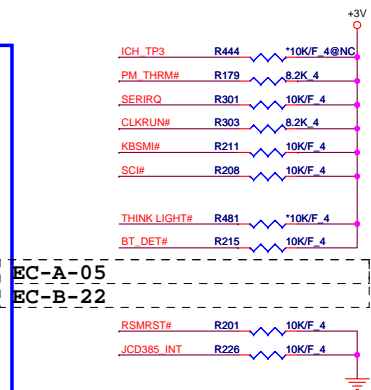 +3V
ICH_TP3 R444 *10K/F_4@NC
PM_THRM# R179 8.2K_4
SERIRQ R301 10K/F_4
CLKRUN# R303 8.2K_4
KBSMI# R211 10K/F_4
SCI# R208 10K/F_4
THINK LIGHT# R481 *10K/F_4
BT_DET# R215 10K/F_4
EC-A-05
EC-B-22
RSMRST# R201 10K/F_4
JCD385_INT R226 10K/F_4